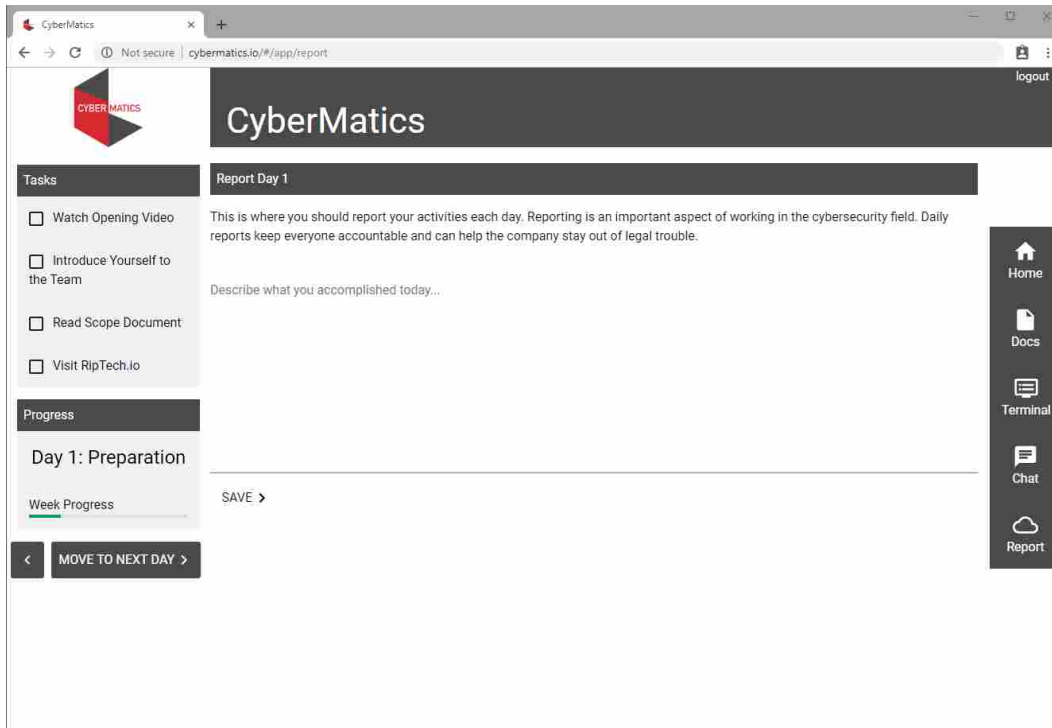 CyberMatics
Not secure | cybermatics.io/#/app/report
logout
CYBER MATICS
CyberMatics
Tasks
Watch Opening Video
Introduce Yourself to
the Team
Read Scope Document
Visit RipTech.io
Progress
Day 1: Preparation
Week Progress
MOVE TO NEXT DAY
Report Day 1
This is where you should report your activities each day. Reporting is an important aspect of working in the cybersecurity field. Daily
reports keep everyone accountable and can help the company stay out of legal trouble.
Describe what you accomplished today...
SAVE
Home
Docs
Terminal
Chat
Report